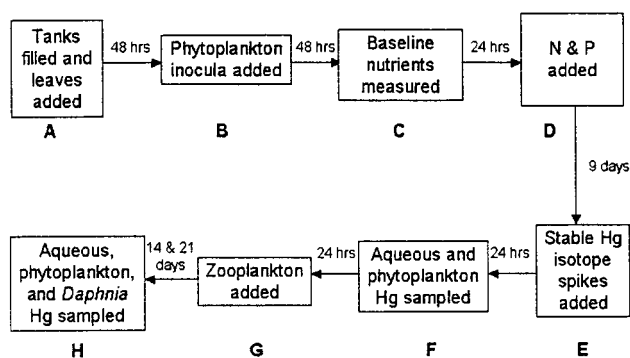 Tanks
filled and
leaves
added
48 hrs
Phytoplankton
inocula added
48 hrs
Baseline
nutrients
measured
24 hrs
N & P
added
A
B
C
D
9 days
Stable Hg
isotope
spikes
added
24 hrs
Aqueous and
phytoplankton
Hg sampled
24 hrs
Zooplankton
added
14 & 21
days
Aqueous,
phytoplankton,
and Daphnia
Hg sampled
H
G
F
E